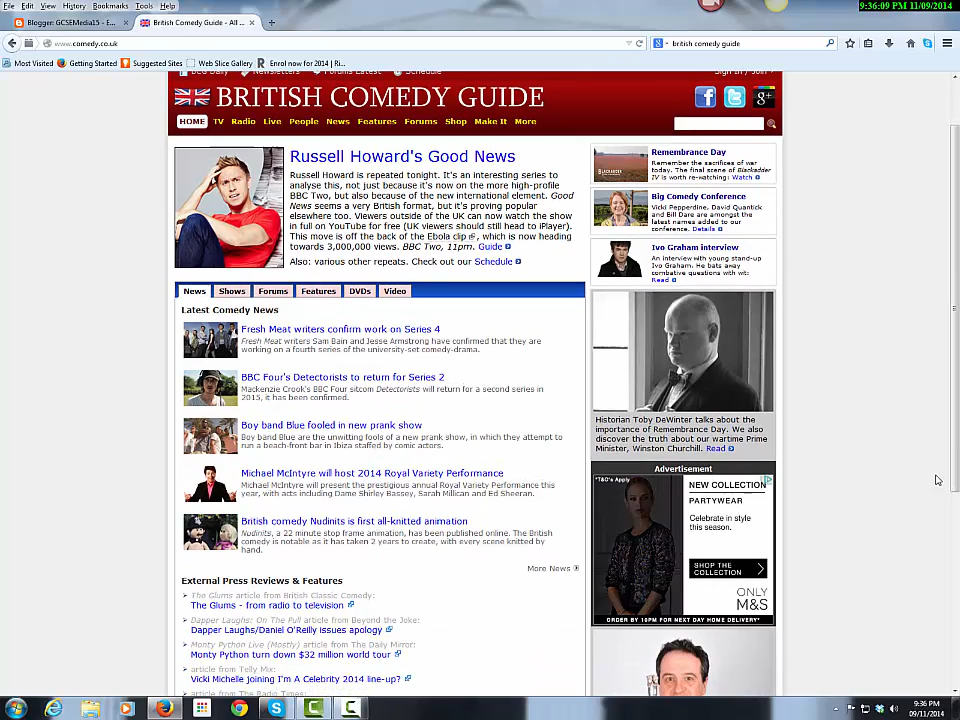 File Edit View History Bookmarks Tools Help
9:36:09 PM 11/09/2014
Blogger: GCSEMedia15 - E...
British Comedy Guide - All ...
www.comedy.co.uk
british comedy guide
Most Visited Getting Started Suggested Sites Web Slice Gallery Enrol now for 2014 | Ri...
BRITISH COMEDY GUIDE
HOME TV Radio Live People News Features Forums Shop Make It More
Russell Howard's Good News
Russell Howard is repeated tonight. It's an interesting series to
analyse this, not just because it's now on the more high-profile
BBC Two, but also because of the new international element. Good
News seems a very British format, but it's proving popular
elsewhere too. Viewers outside of the UK can now watch the show
in full on YouTube for free (UK viewers should still head to iPlayer).
This move is off the back of the Ebola clip, which is now heading
towards 3,000,000 views. BBC Two, 11pm. Guide
Also: various other repeats. Check out our Schedule
Remembrance Day
Remember the sacrifices of war
today. The final scene of Blackadder
IV is worth re-watching: Watch
Big Comedy Conference
Vicki Pepperdine, David Quantick
and Bill Dare are amongst the
latest names added to our
conference. Details
Ivo Graham interview
An interview with young stand-up
Ivo Graham. He bats away
combative questions with wit:
Read
News Shows Forums Features DVDs Video
Latest Comedy News
Fresh Meat writers confirm work on Series 4
Fresh Meat writers Sam Bain and Jesse Armstrong have confirmed that they are
working on a fourth series of the university-set comedy-drama.
BBC Four's Detectorists to return for Series 2
Mackenzie Crook's BBC Four sitcom Detectorists will return for a second series in
2015, it has been confirmed.
Boy band Blue fooled in new prank show
Boy band Blue are the unwitting fools of a new prank show, in which they attempt to
run a beach-front bar in Ibiza staffed by comic actors.
Michael McIntyre will host 2014 Royal Variety Performance
Michael McIntyre will present the prestigious annual Royal Variety Performance this
year, with acts including Dame Shirley Bassey, Sarah Millican and Ed Sheeran.
British comedy Nudinits is first all-knitted animation
Nudinits, a 22 minute stop frame animation, has been published online. The British
comedy is notable as it has taken 2 years to create, with every scene knitted by
hand.
More News
External Press Reviews & Features
The Glums article from British Classic Comedy:
The Glums - from radio to television
Dapper Laughs: On The Pull article from Beyond the Joke:
Dapper Laughs/Daniel O'Reilly issues apology
Monty Python Live (Mostly) article from The Daily Mirror:
Monty Python turn down $32 million world tour
article from Telly Mix:
Vicki Michelle joining I'm A Celebrity 2014 line-up?
article from The Radio Times:
Historian Toby DeWinter talks about the
importance of Remembrance Day. We also
discover the truth about our wartime Prime
Minister, Winston Churchill. Read
Advertisement
"T&C's Apply
NEW COLLECTION
PARTYWEAR
Celebrate in style
this season.
SHOP THE
COLLECTION
ONLY
M&S
ORDER BY 10PM FOR NEXT DAY HOME DELIVERY*
9:36 PM
09/11/2014